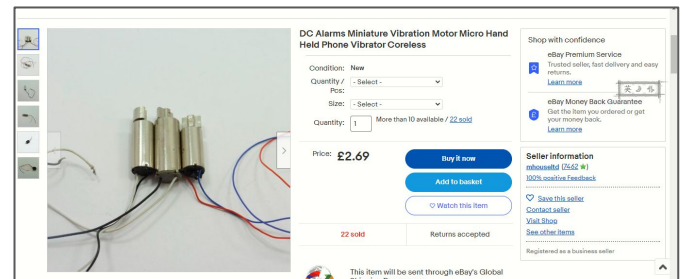 DC Alarms Miniature Vibration Motor Micro Hand
Held Phone Vibrator Coreless
Condition: New
Quantity /
Pcs: - Select -
Size: - Select -
Quantity: 1 More than 10 available / 22 sold
Price: £2.69
Buy it now
Add to basket
Watch this item
22 sold
Returns accepted
This item will be sent through eBay's Global
Shop with confidence
eBay Premium Service
Trusted seller, fast delivery and easy
returns.
Learn more
英
eBay Money Back Guarantee
Get the item you ordered or get
your money back.
Learn more
Seller information
mhouseltd (7462)
100% positive Feedback
Save this seller
Contact seller
Visit Shop
See other items
Registered as a business seller